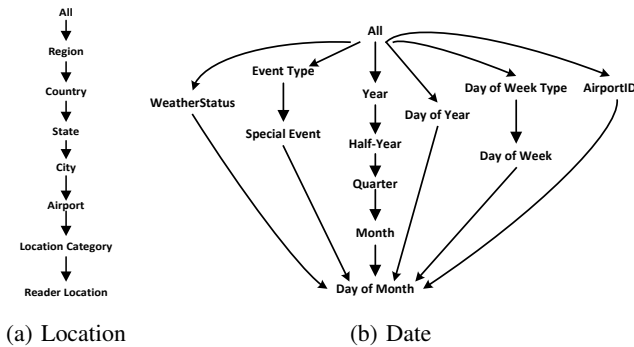 All
Region
Country
State
City
Airport
Location Category
Reader Location
(a) Location
All
WeatherStatus
Event Type
Special Event
Year
Half-Year
Quarter
Month
Day of Year
Day of Week Type
Day of Week
AirportID
Day of Month
(b) Date